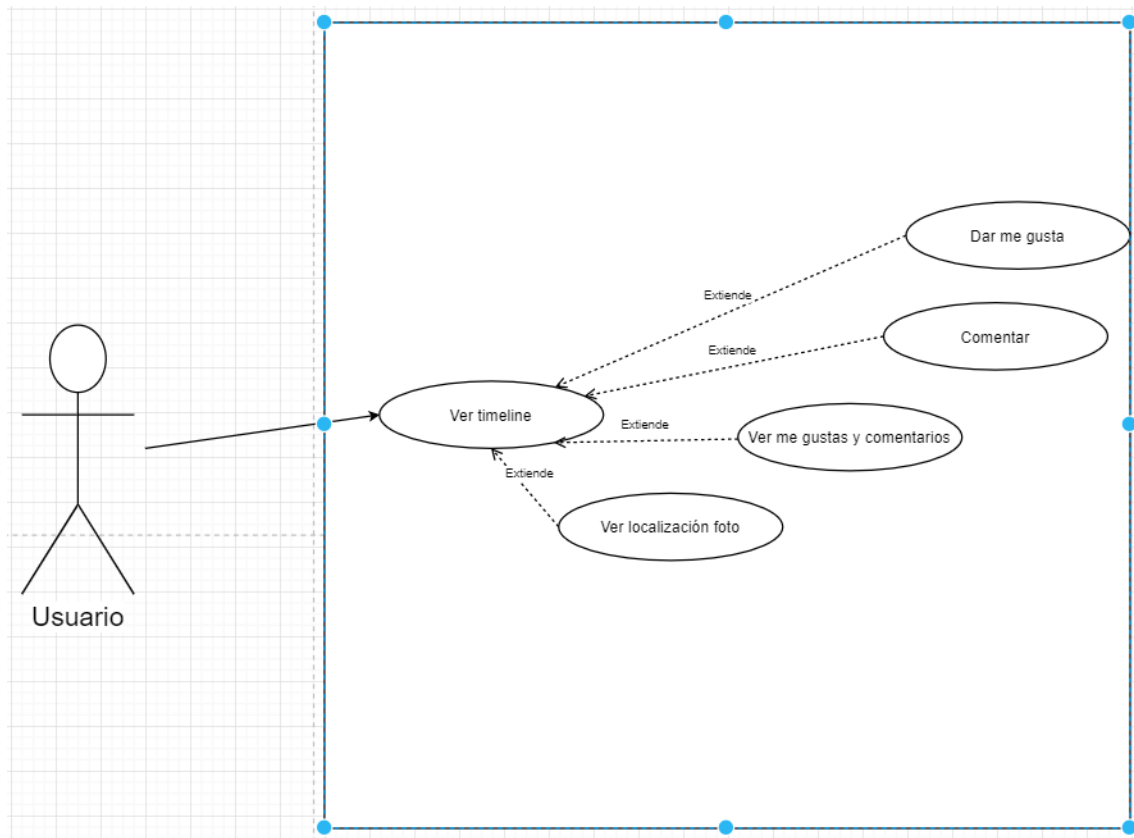 Dar me gusta
Extiende
Comentar
Extiende
Ver timeline
Extiende
Ver me gustas y comentarios
Extiende
Ver localización foto
Usuario